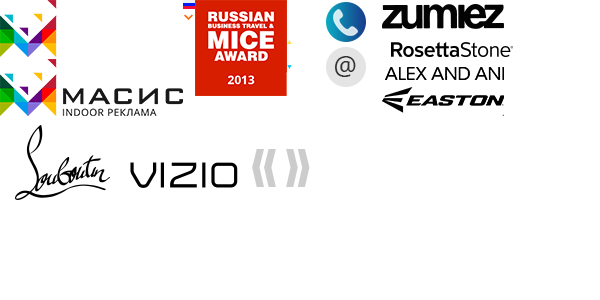 МАСИС
INDOOR РЕКЛАМА
RUSSIAN
BUSINESS TRAVEL &
MICE
AWARD
2013
@
zumiez
RosettaStone®
ALEX AND ANI
EASTON
Louboutin
VIZIO